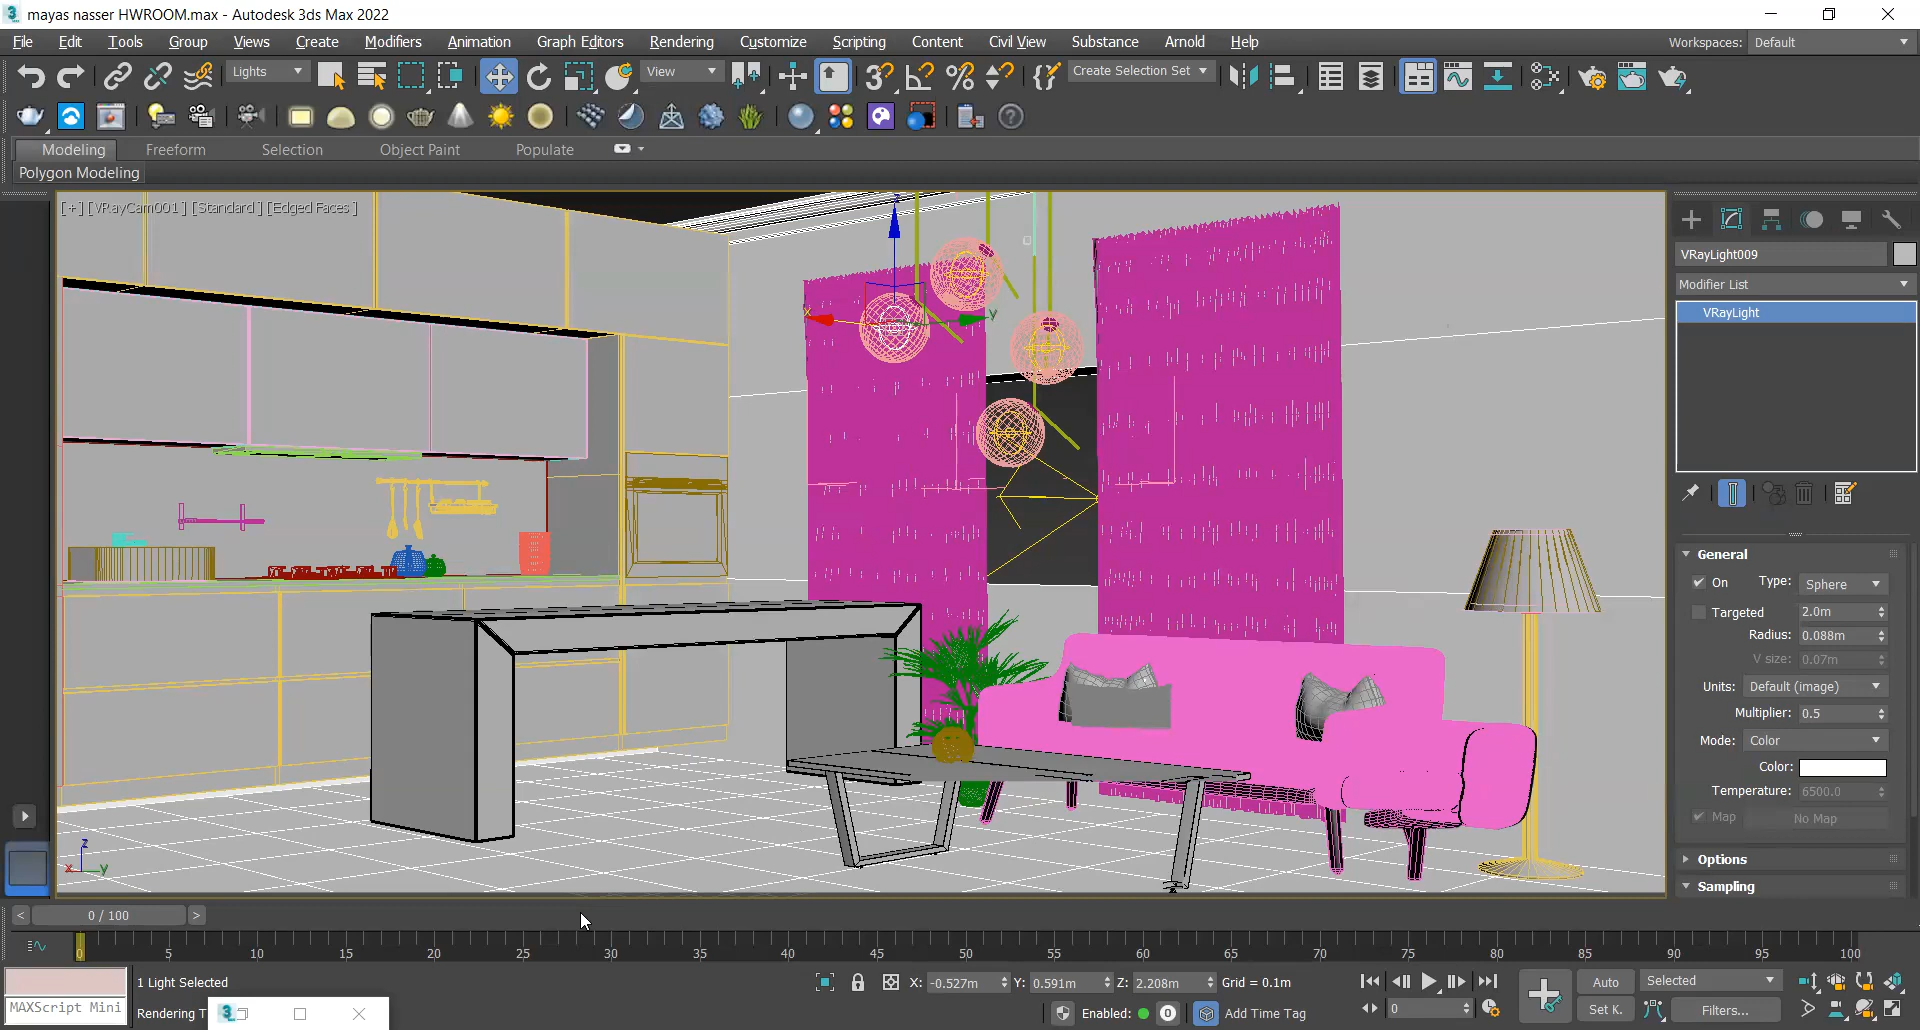 mayas nasser HWROOM.max - Autodesk 3ds Max 2022
File Edit Tools Group Views Create Modifiers Animation Graph Editors Rendering Customize Scripting Content Civil View Substance Arnold Help Workspaces: Default
Lights View Create Selection Set
Modeling Freeform Selection Object Paint Populate
Polygon Modeling
[+] [VRayCam001] [Standard] [Edged Faces]
VRayLight009
Modifier List
VRayLight
General
On Type: Sphere
Targeted 2.0m
Radius: 0.088m
V size: 0.07m
Units: Default (image)
Multiplier: 0.5
Mode: Color
Color:
Temperature: 6500.0
Map No Map
Options
Sampling
x y z
x y z
< 0 / 100 >
0 5 10 15 20 25 30 35 40 45 50 55 60 65 70 75 80 85 90 95 100
1 Light Selected X: -0.527m Y: 0.591m Z: 2.208m Grid = 0.1m Auto Selected
MAXScript Mini Rendering T Enabled: 0 Add Time Tag 0 Set K. Filters...